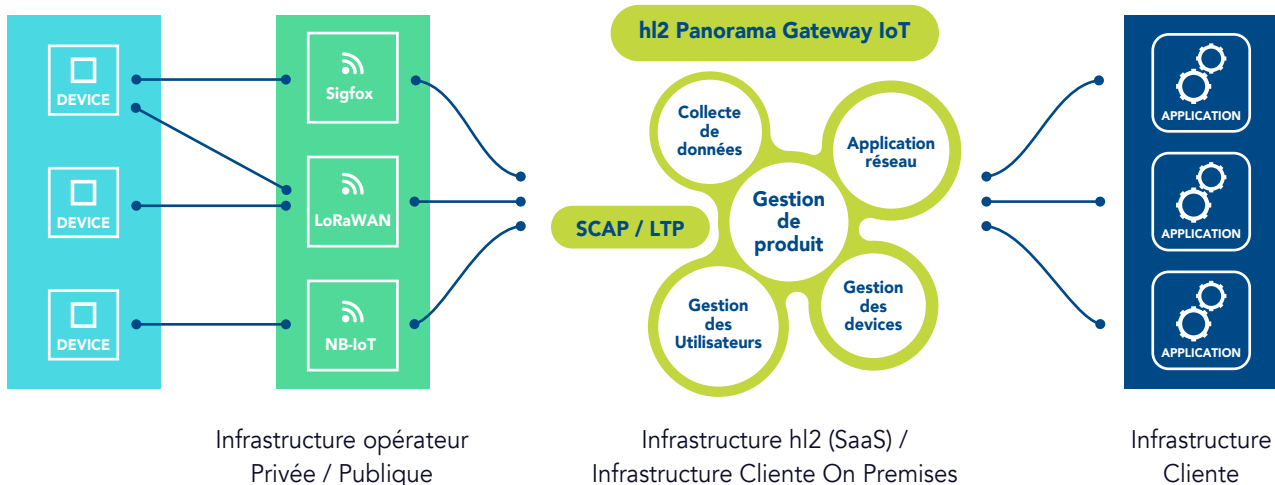 DEVICE
DEVICE
DEVICE
Sigfox
LoRaWAN
NB-IoT
hl2 Panorama Gateway IoT
Collecte
de
données
Application
réseau
Gestion
de
produit
SCAP / LTP
Gestion
des
Utilisateurs
Gestion
des
devices
APPLICATION
APPLICATION
APPLICATION
Infrastructure opérateur
Privée / Publique
Infrastructure hl2 (SaaS) /
Infrastructure Cliente On Premises
Infrastructure
Cliente